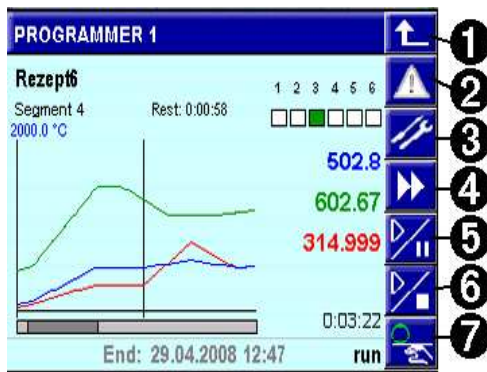 PROGRAMMER 1
Rezept6
1 2 3 4 5 6
Segment 4 Rest: 0:00:58
2000.0 °C
502.8
602.67
314.999
0:03:22
End: 29.04.2008 12:47 run
1
2
3
4
5
6
7